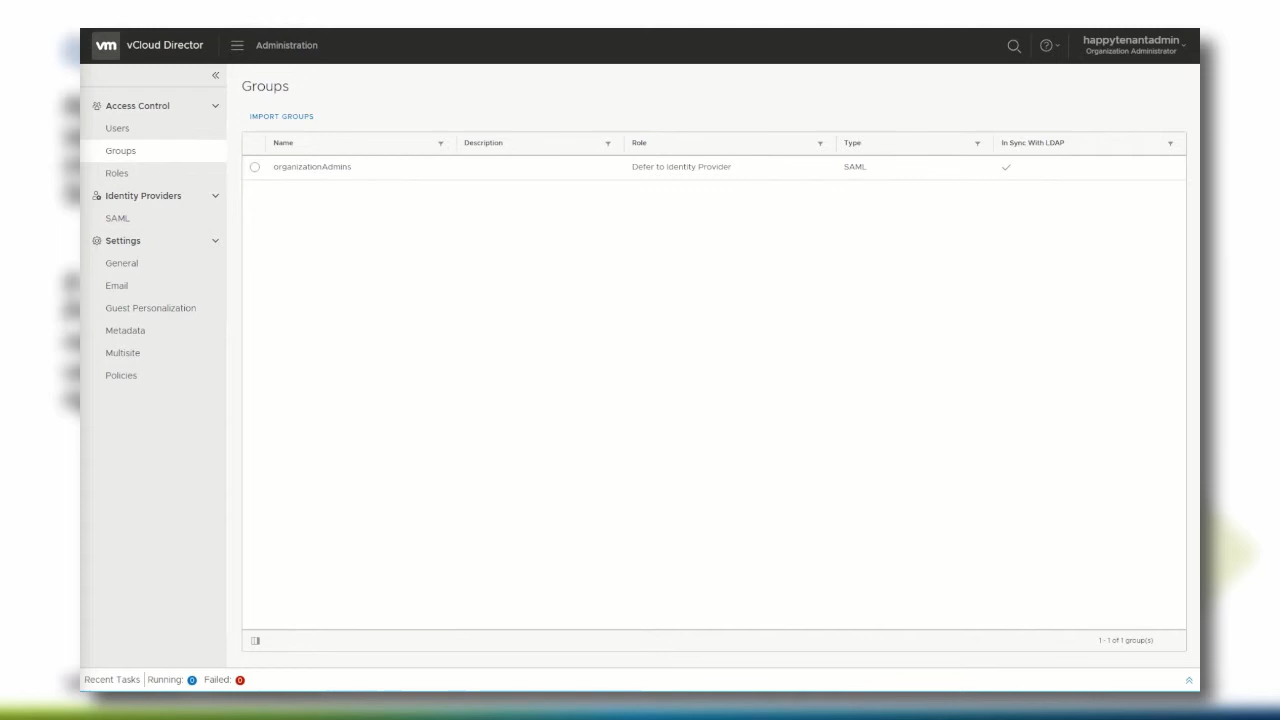 vm vCloud Director Administration happytenantadmin
Organization Administrator
Groups
Access Control
Users
Groups
Roles
Identity Providers
SAML
Settings
General
Email
Guest Personalization
Metadata
Multisite
Policies
IMPORT GROUPS
Name Description Role Type In Sync With LDAP
organizationAdmins Defer to Identity Provider SAML
1 - 1 of 1 group(s)
Recent Tasks Running: 0 Failed: 0